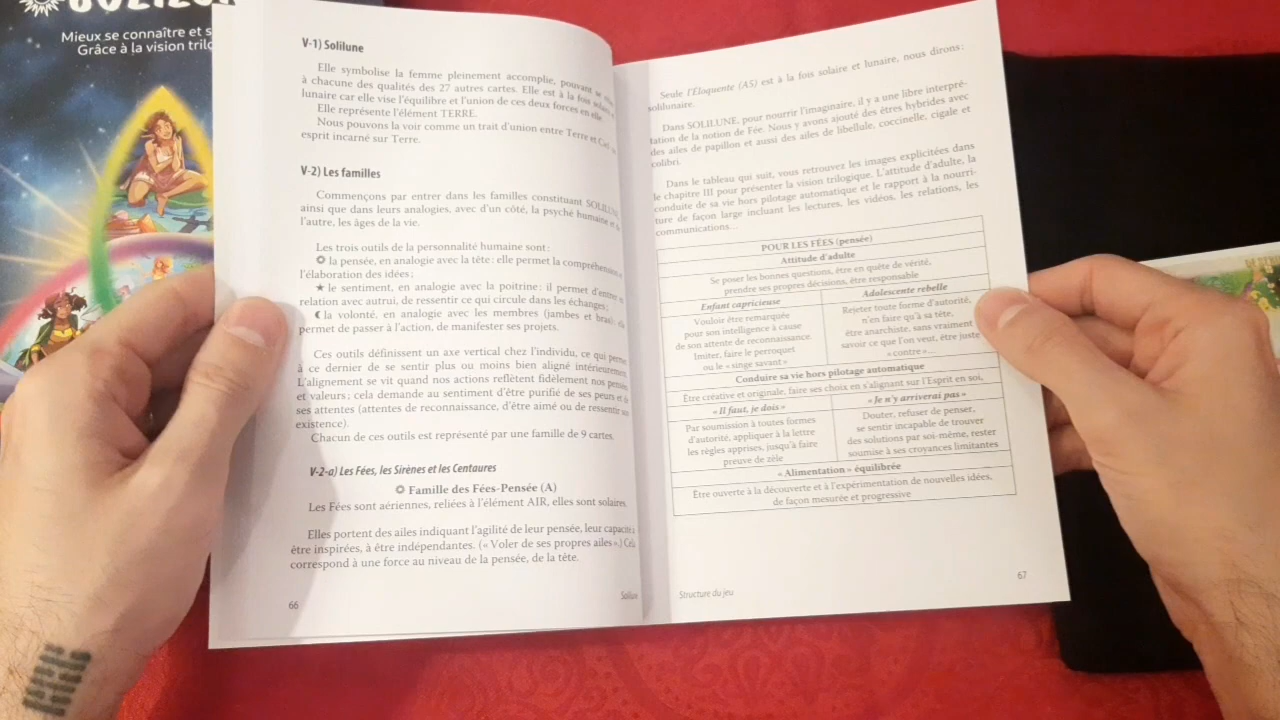 Mieux se connaître et s
Grâce à la vision trilo
V-1) Solilune
Elle symbolise la femme pleinement accomplie, pouvant se
à chacune des qualités des 27 autres cartes. Elle est à la fois solaire
lunaire car elle vise l'équilibre et l'union de ces deux forces en elle.
Elle représente l'élément TERRE.
Nous pouvons la voir comme un trait d'union entre Terre et Ciel
esprit incarné sur Terre.
V-2) Les familles
Commençons par entrer dans les familles constituant SOLILUNE
ainsi que dans leurs analogies, avec d'un côté, la psyché humaine et
l'autre, les âges de la vie.
Les trois outils de la personnalité humaine sont :
la pensée, en analogie avec la tête : elle permet la compréhension
l'élaboration des idées ;
★ le sentiment, en analogie avec la poitrine : il permet d'entrer
relation avec autrui, de ressentir ce qui circule dans les échanges ;
☾ la volonté, en analogie avec les membres (jambes et bras) : elle
permet de passer à l'action, de manifester ses projets.
Ces outils définissent un axe vertical chez l'individu, ce qui permet
à ce dernier de se sentir plus ou moins bien aligné intérieurement.
L'alignement se vit quand nos actions reflètent fidèlement nos pensées
et valeurs ; cela demande au sentiment d'être purifié de ses peurs et de
ses attentes (attentes de reconnaissance, d'être aimé ou de ressentir son
existence).
Chacun de ces outils est représenté par une famille de 9 cartes.
V-2-a) Les Fées, les Sirènes et les Centaures
Famille des Fées-Pensée (A)
Les Fées sont aériennes, reliées à l'élément AIR, elles sont solaires.
Elles portent des ailes indiquant l'agilité de leur pensée, leur capacité à
être inspirées, à être indépendantes. (« Voler de ses propres ailes ».) Cela
correspond à une force au niveau de la pensée, de la tête.
66
Solilune
Seule l'Éloquente (A5) est à la fois solaire et lunaire, nous dirons :
solilunaire.
Dans SOLILUNE, pour nourrir l'imaginaire, il y a une libre interpré-
tation de la notion de Fée. Nous y avons ajouté des êtres hybrides avec
des ailes de papillon et aussi des ailes de libellule, coccinelle, cigale et
colibri.
Dans le tableau qui suit, vous retrouvez les images explicitées dans
le chapitre III pour présenter la vision trilogique. L'attitude d'adulte, la
conduite de sa vie hors pilotage automatique et le rapport à la nourri-
ture de façon large incluant les lectures, les vidéos, les relations, les
communications...
POUR LES FÉES (pensée)
Attitude d'adulte
Se poser les bonnes questions, être en quête de vérité,
prendre ses propres décisions, être responsable
Enfant capricieuse
Vouloir être remarquée
pour son intelligence à cause
de son attente de reconnaissance.
Imiter, faire le perroquet
ou le « singe savant »
Adolescente rebelle
Rejeter toute forme d'autorité,
n'en faire qu'à sa tête,
être anarchiste, sans vraiment
savoir ce que l'on veut, être juste
« contre »...
Conduire sa vie hors pilotage automatique
Être créative et originale, faire ses choix en s'alignant sur l'Esprit en soi,
« Il faut, je dois »
Par soumission à toutes formes
d'autorité, appliquer à la lettre
les règles apprises, jusqu'à faire
preuve de zèle
« Je n'y arriverai pas »
Douter, refuser de penser,
se sentir incapable de trouver
des solutions par soi-même, rester
soumise à ses croyances limitantes
« Alimentation » équilibrée
Être ouverte à la découverte et à l'expérimentation de nouvelles idées,
de façon mesurée et progressive
Structure du jeu
67